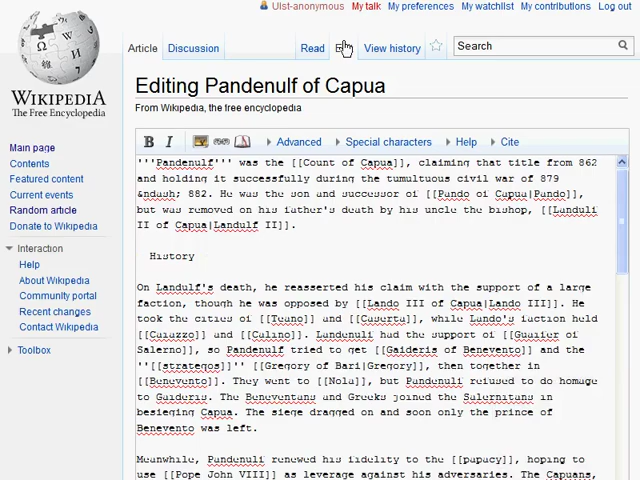 Ulst-anonymous My talk My preferences My watchlist My contributions Log out
Article Discussion Read View history Search
WIKIPEDIA
The Free Encyclopedia
Editing Pandenulf of Capua
From Wikipedia, the free encyclopedia
B I Advanced Special characters Help Cite
Main page
Contents
Featured content
Current events
Random article
Donate to Wikipedia
Interaction
Help
About Wikipedia
Community portal
Recent changes
Contact Wikipedia
Toolbox
'''Pandenulf''' was the [[Count of Capua]], claiming that title from 862
and holding it successfully during the tumultuous civil war of 879
&ndash; 882. He was the son and successor of [[Pando of Capua|Pando]],
but was removed on his father's death by his uncle the bishop, [[Landulf
II of Capua|Landulf II]].
History
On Landulf's death, he reasserted his claim with the support of a large
faction, though he was opposed by [[Lando III of Capua|Lando III]]. He
took the cities of [[Teano]] and [[Caserta]], while Lando's faction held
[[Caiazzo]] and [[Calino]]. Landenulf had the support of [[Guaifer of
Salerno]], so Pandenulf tried to get [[Gaideris of Benevento]] and the
''[[strategos]]'' [[Gregory of Bari|Gregory]], then together in
[[Benevento]]. They went to [[Nola]], but Pandenulf refused to do homage
to Gaideris. The Beneventans and Greeks joined the Salernitans in
besieging Capua. The siege dragged on and soon only the prince of
Benevento was left.
Meanwhile, Pandenulf renewed his fidelity to the [[papacy]], hoping to
use [[Pope John VIII]] as leverage against his adversaries. The Capuans,